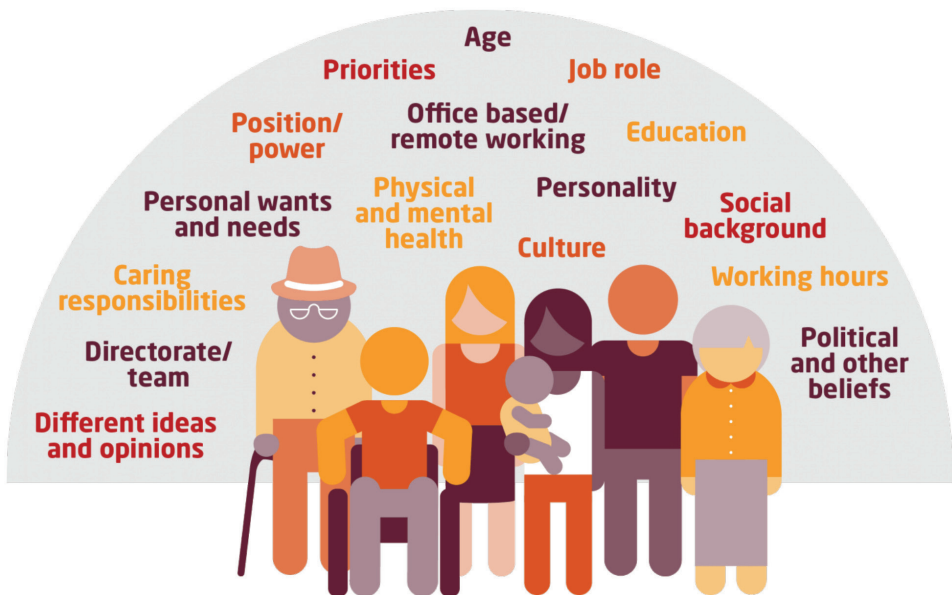 Age
Priorities
Job role
Position/
power
Office based/
remote working
Education
Personal wants
and needs
Physical
and mental
health
Personality
Social
background
Culture
Caring
responsibilities
Working hours
Directorate/
team
Political
and other
beliefs
Different ideas
and opinions